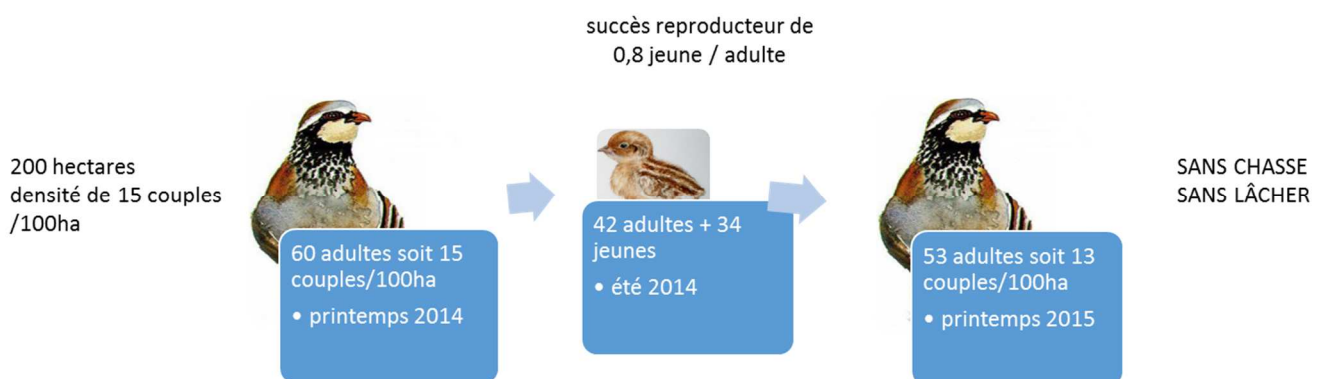 succès reproducteur de
0,8 jeune / adulte
200 hectares
densité de 15 couples
/100ha
60 adultes soit 15
couples/100ha
• printemps 2014
42 adultes + 34
jeunes
• été 2014
53 adultes soit 13
couples/100ha
• printemps 2015
SANS CHASSE
SANS LÂCHER